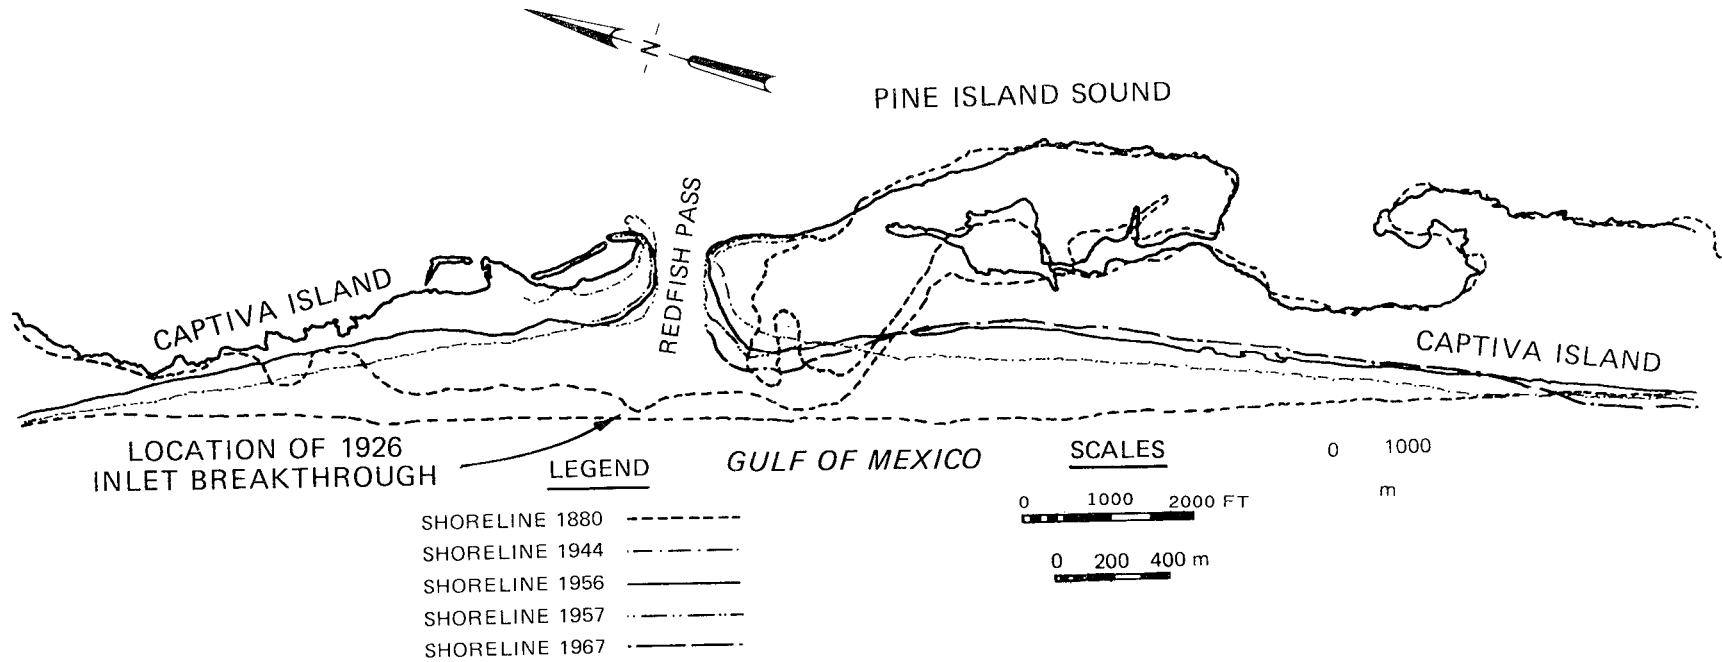 N
PINE ISLAND SOUND
REDFISH PASS
CAPTIVA ISLAND
CAPTIVA ISLAND
LOCATION OF 1926
INLET BREAKTHROUGH
GULF OF MEXICO
LEGEND
SHORELINE 1880
SHORELINE 1944
SHORELINE 1956
SHORELINE 1957
SHORELINE 1967
SCALES
0 1000 2000 FT
0 200 400 m
0 1000
m